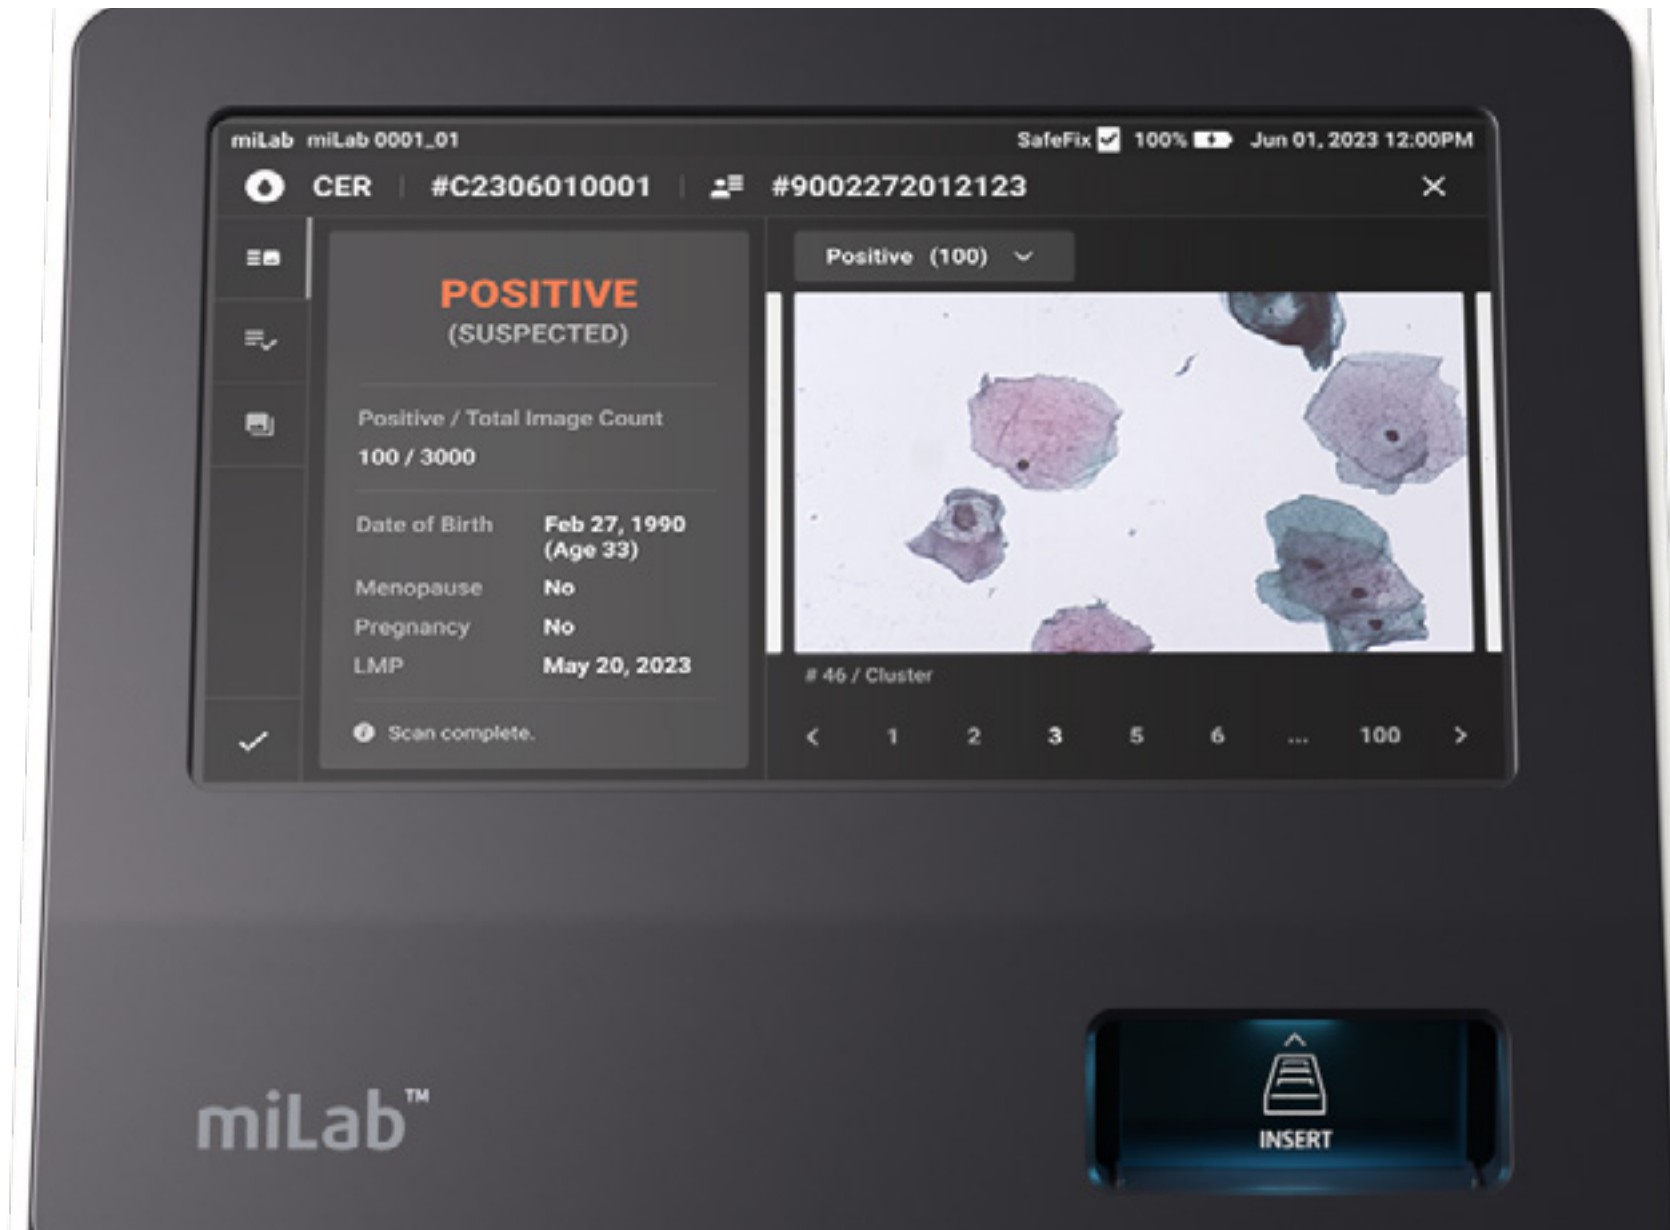 miLab miLab 0001_01 SafeFix 100% Jun 01, 2023 12:00PM
CER #C2306010001 #9002272012123
POSITIVE
(SUSPECTED)
Positive / Total Image Count
100 / 3000
Date of Birth Feb 27, 1990
(Age 33)
Menopause No
Pregnancy No
LMP May 20, 2023
Scan complete.
Positive (100)
# 46 / Cluster
< 1 2 3 5 6 ... 100 >
miLab™
INSERT